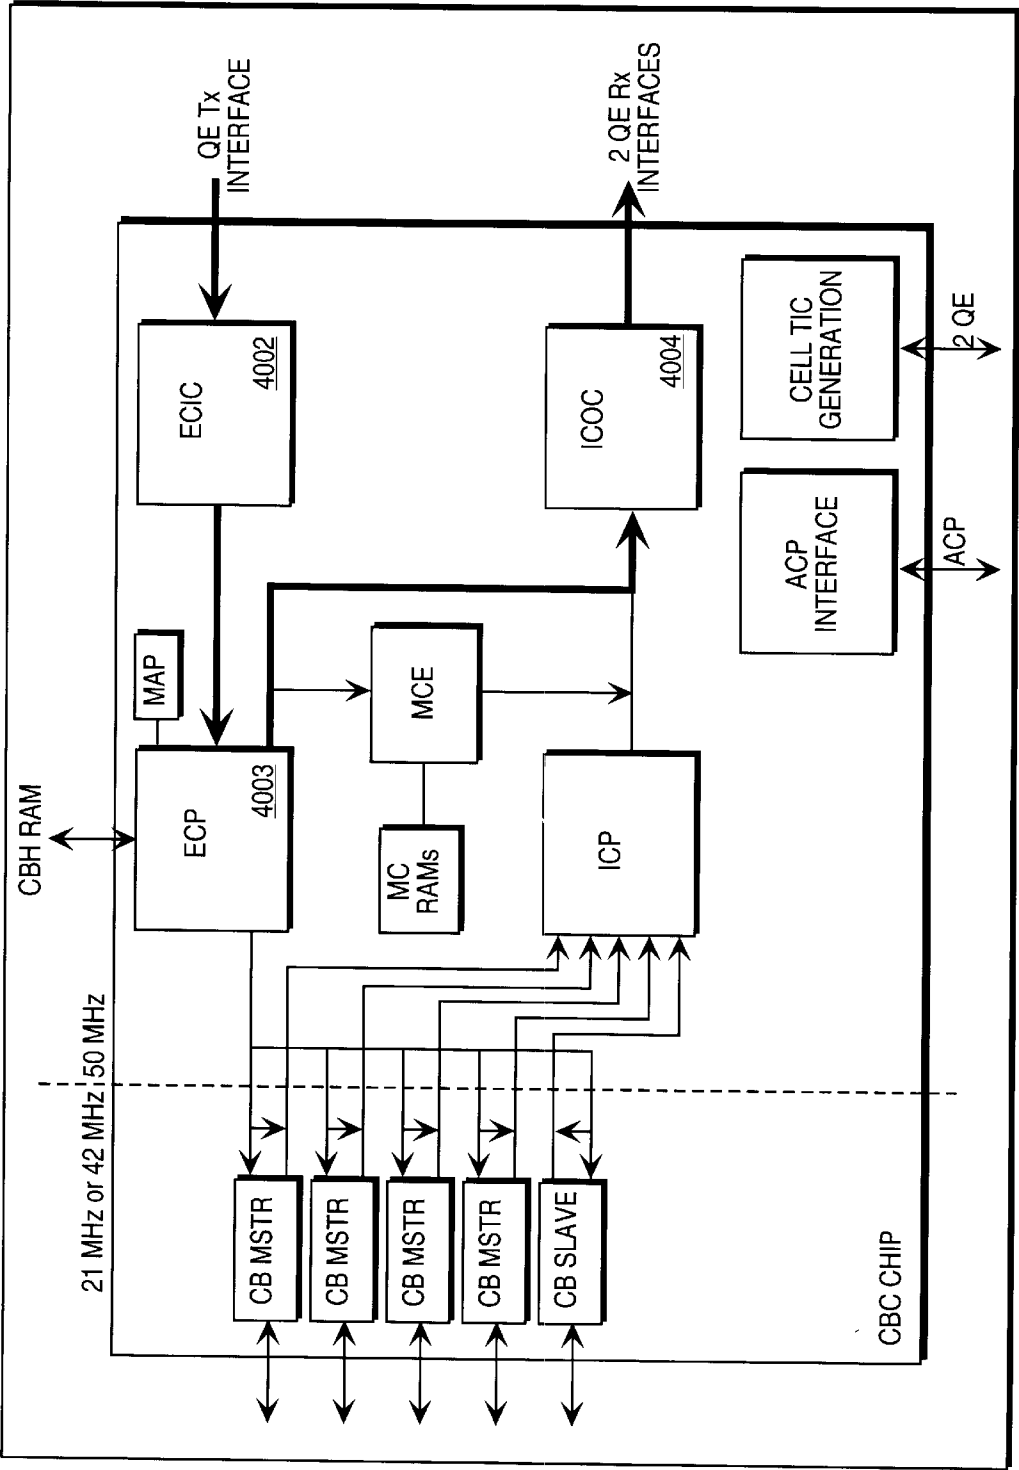 CBH RAM
21 MHz or 42 MHz
50 MHz
MAP
QE Tx
INTERFACE
ECP
4003
ECIC
4002
CB MSTR
CB MSTR
CB MSTR
CB MSTR
CB SLAVE
MC
RAMs
MCE
ICP
ICOC
4004
2 QE Rx
INTERFACES
ACP
INTERFACE
CELL TIC
GENERATION
CBC CHIP
ACP
2 QE